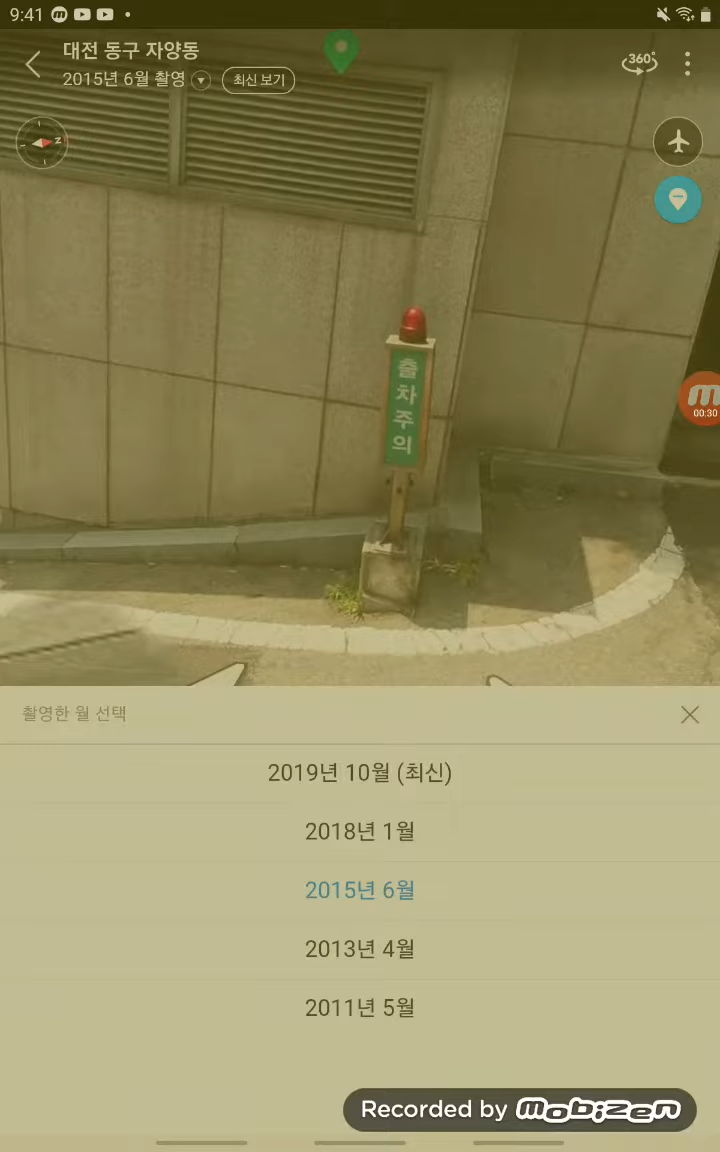 9:41
대전 동구 자양동
2015년 6월 촬영
최신 보기
360°
N
출차주의
00:30
촬영한 월 선택
2019년 10월 (최신)
2018년 1월
2015년 6월
2013년 4월
2011년 5월
Recorded by mobizen